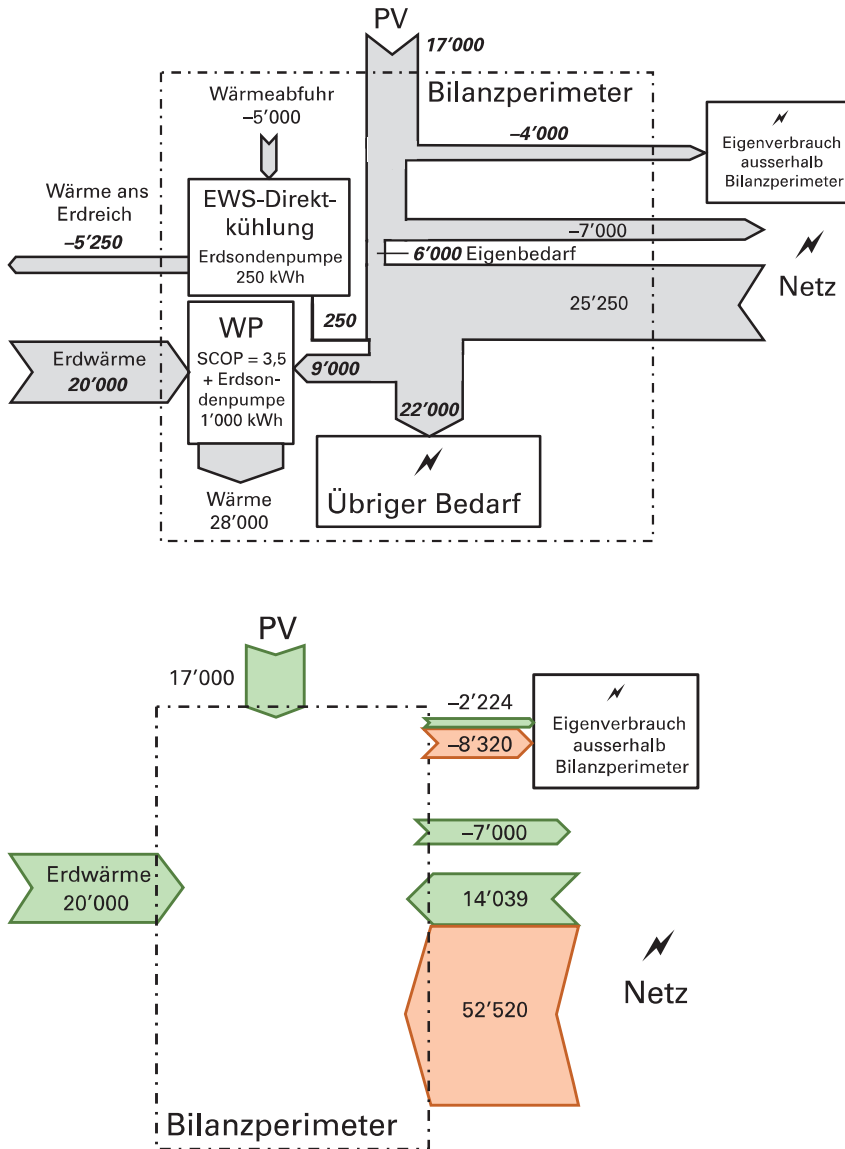 PV
17’000
Bilanzperimeter
Wärmeabfuhr
–5’000
–4’000
Eigenverbrauch
ausserhalb
Bilanzperimeter
Wärme ans
Erdreich
–5’250
EWS-Direkt-
kühlung
Erdsondenpumpe
250 kWh
–7’000
6’000 Eigenbedarf
Netz
25’250
250
WP
SCOP = 3,5
+ Erdson-
denpumpe
1’000 kWh
Erdwärme
20’000
9’000
22’000
Übriger Bedarf
Wärme
28’000
PV
17’000
–2’224
–8’320
Eigenverbrauch
ausserhalb
Bilanzperimeter
–7’000
Erdwärme
20’000
14’039
52’520
Netz
Bilanzperimeter